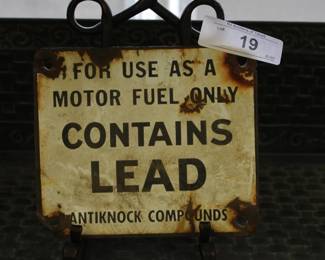 19
FOR USE AS A
MOTOR FUEL ONLY
CONTAINS
LEAD
ANTIKNOCK COMPOUNDS